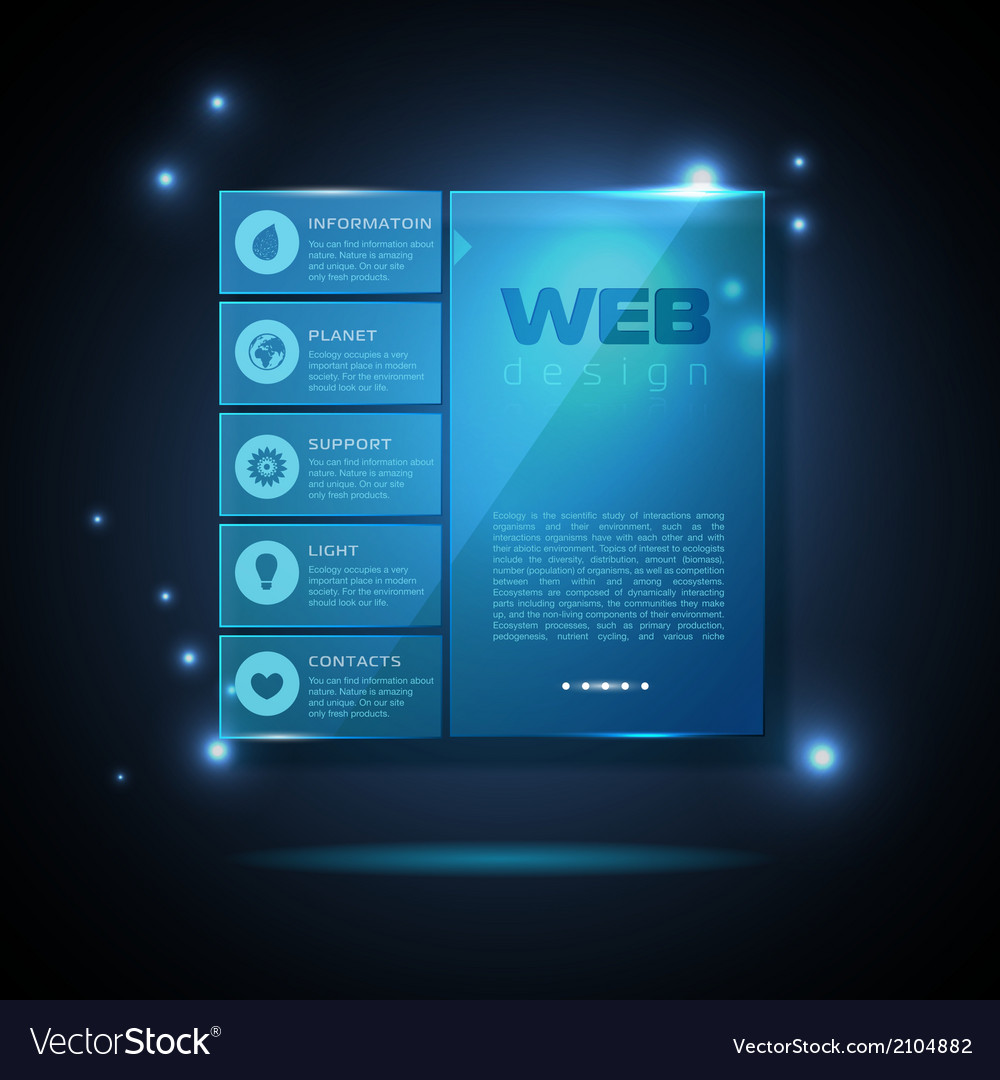 INFORMATOIN
You can find information about
nature. Nature is amazing
and unique. On our site
only fresh products.
PLANET
Ecology occupies a very
important place in modern
society. For the environment
should look our life.
SUPPORT
You can find information about
nature. Nature is amazing
and unique. On our site
only fresh products.
LIGHT
Ecology occupies a very
important place in modern
society. For the environment
should look our life.
CONTACTS
You can find information about
nature. Nature is amazing
and unique. On our site
only fresh products.
WEB
design
Ecology is the scientific study of interactions among
organisms and their environment, such as the
interactions organisms have with each other and with
their abiotic environment. Topics of interest to ecologists
include the diversity, distribution, amount (biomass),
number (population) of organisms, as well as competition
between them within and among ecosystems.
Ecosystems are composed of dynamically interacting
parts including organisms, the communities they make
up, and the non-living components of their environment.
Ecosystem processes, such as primary production,
pedogenesis, nutrient cycling, and various niche
VectorStock®
VectorStock.com/2104882